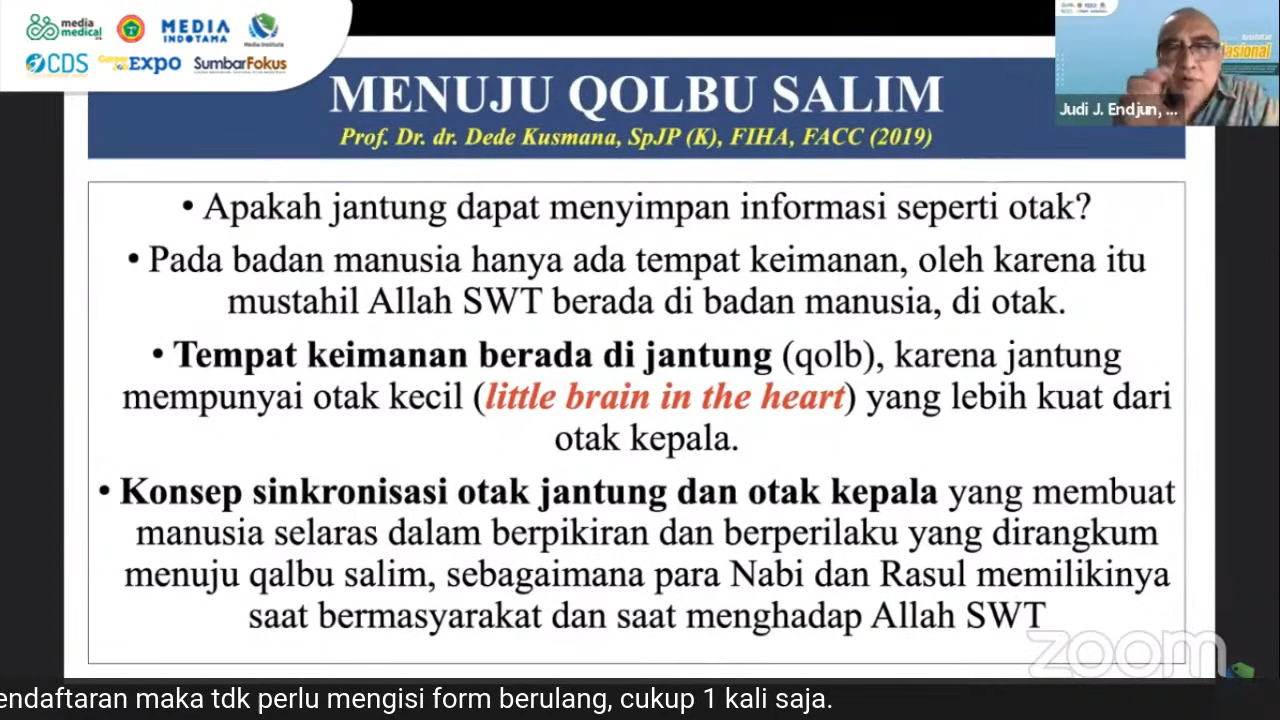 media
medical
MEDIA
INDOTAMA
Media Institute
CDS
Expo
SumbarFokus
Judi J. Endjun, ...
Nasional
MENUJU QOLBU SALIM
Prof. Dr. dr. Dede Kusmana, SpJP (K), FIHA, FACC (2019)
• Apakah jantung dapat menyimpan informasi seperti otak?
• Pada badan manusia hanya ada tempat keimanan, oleh karena itu
mustahil Allah SWT berada di badan manusia, di otak.
• Tempat keimanan berada di jantung (qolb), karena jantung
mempunyai otak kecil (little brain in the heart) yang lebih kuat dari
otak kepala.
• Konsep sinkronisasi otak jantung dan otak kepala yang membuat
manusia selaras dalam berpikiran dan berperilaku yang dirangkum
menuju qalbu salim, sebagaimana para Nabi dan Rasul memilikinya
saat bermasyarakat dan saat menghadap Allah SWT
zoom
endaftaran maka tdk perlu mengisi form berulang, cukup 1 kali saja.